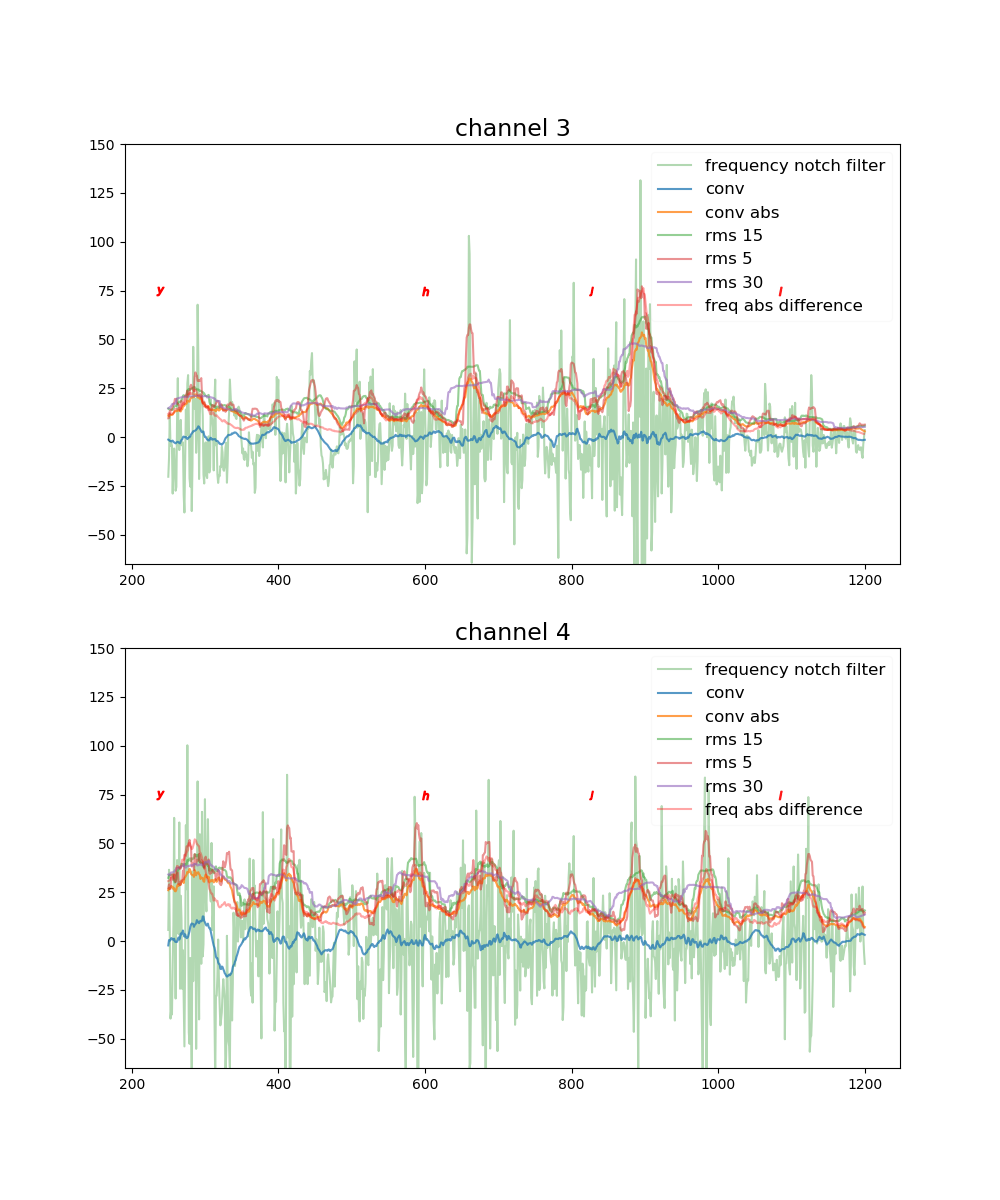 channel 3
150
125
100
75
50
25
0
−25
−50
y
h
J
l
frequency notch filter
conv
conv abs
rms 15
rms 5
rms 30
freq abs difference
200 400 600 800 1000 1200
channel 4
150
125
100
75
50
25
0
−25
−50
y
h
J
l
frequency notch filter
conv
conv abs
rms 15
rms 5
rms 30
freq abs difference
200 400 600 800 1000 1200